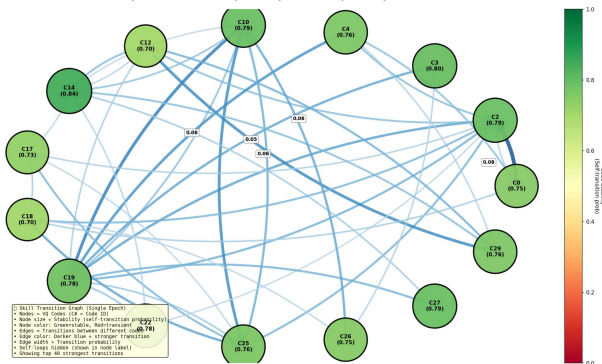 C10
(0.79)
C4
(0.76)
C12
(0.70)
C3
(0.80)
C14
(0.84)
C2
(0.79)
C17
(0.73)
C0
(0.75)
C18
(0.70)
C29
(0.76)
C19
(0.78)
C27
(0.79)
(0.78)
C25
(0.76)
C26
(0.75)
0.06
0.05
0.06
0.06
0.08
1.0
0.8
0.6
0.4
0.2
0.0
(Self-transition prob)
Skill Transition Graph (Single Epoch)
• Nodes = VQ Codes (C# = Code ID)
• Node size = Stability (self-transition probability)
• Node color: Green=stable, Red=transient
• Edges = Transitions between different codes
• Edge color: Darker blue = stronger transition
• Edge width = Transition probability
• Self-loops hidden (shown in node label)
• Showing top 40 strongest transitions